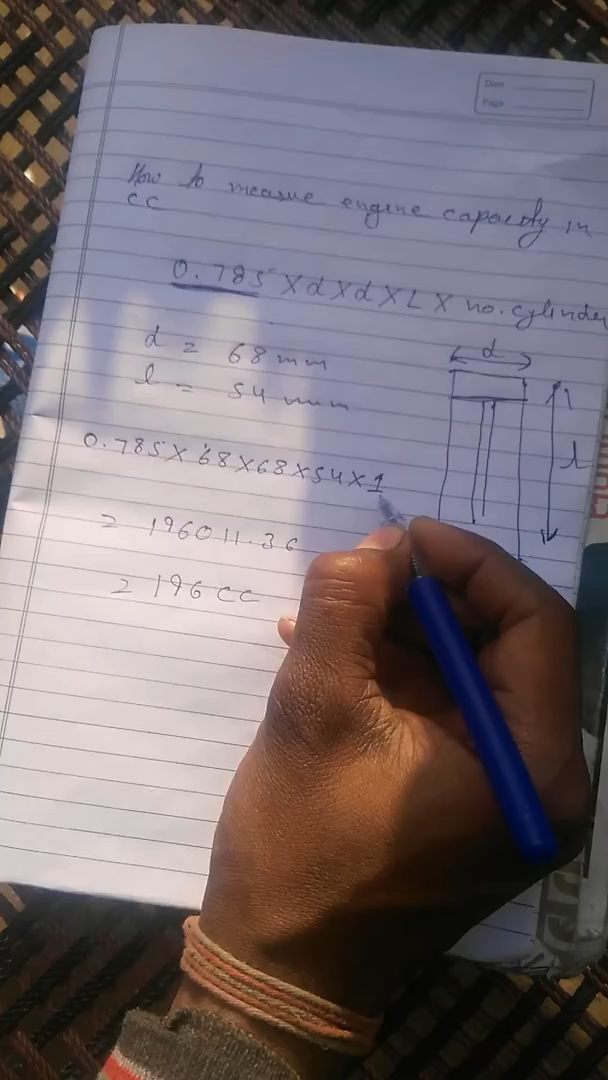 Date
Page
How to measue engine capacity in
cc
0.785 X d X d X L X no. cylinder
d = 68 mm
l = 54 mm
d
l
0.785 X 68 X 68 X 54 X 1
= 196011.36
= 196 cc